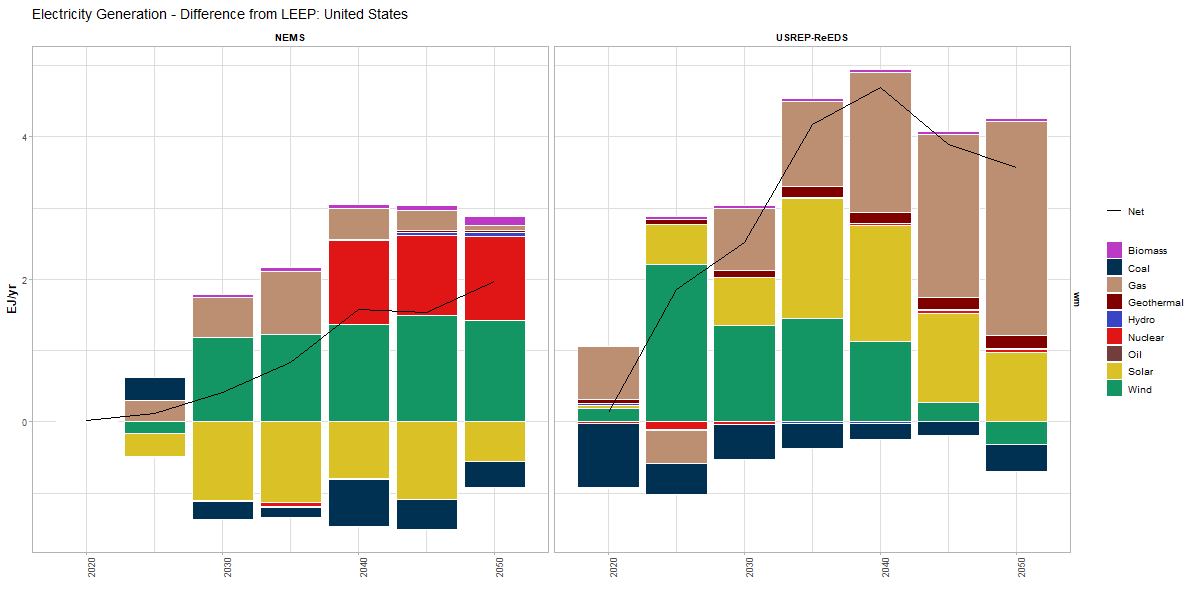 Electricity Generation - Difference from LEEP: United States
NEMS
USREP-ReEDS
EJ/yr
4
2
0
2020
2030
2040
2050
2020
2030
2040
2050
wm
Net
Biomass
Coal
Gas
Geothermal
Hydro
Nuclear
Oil
Solar
Wind